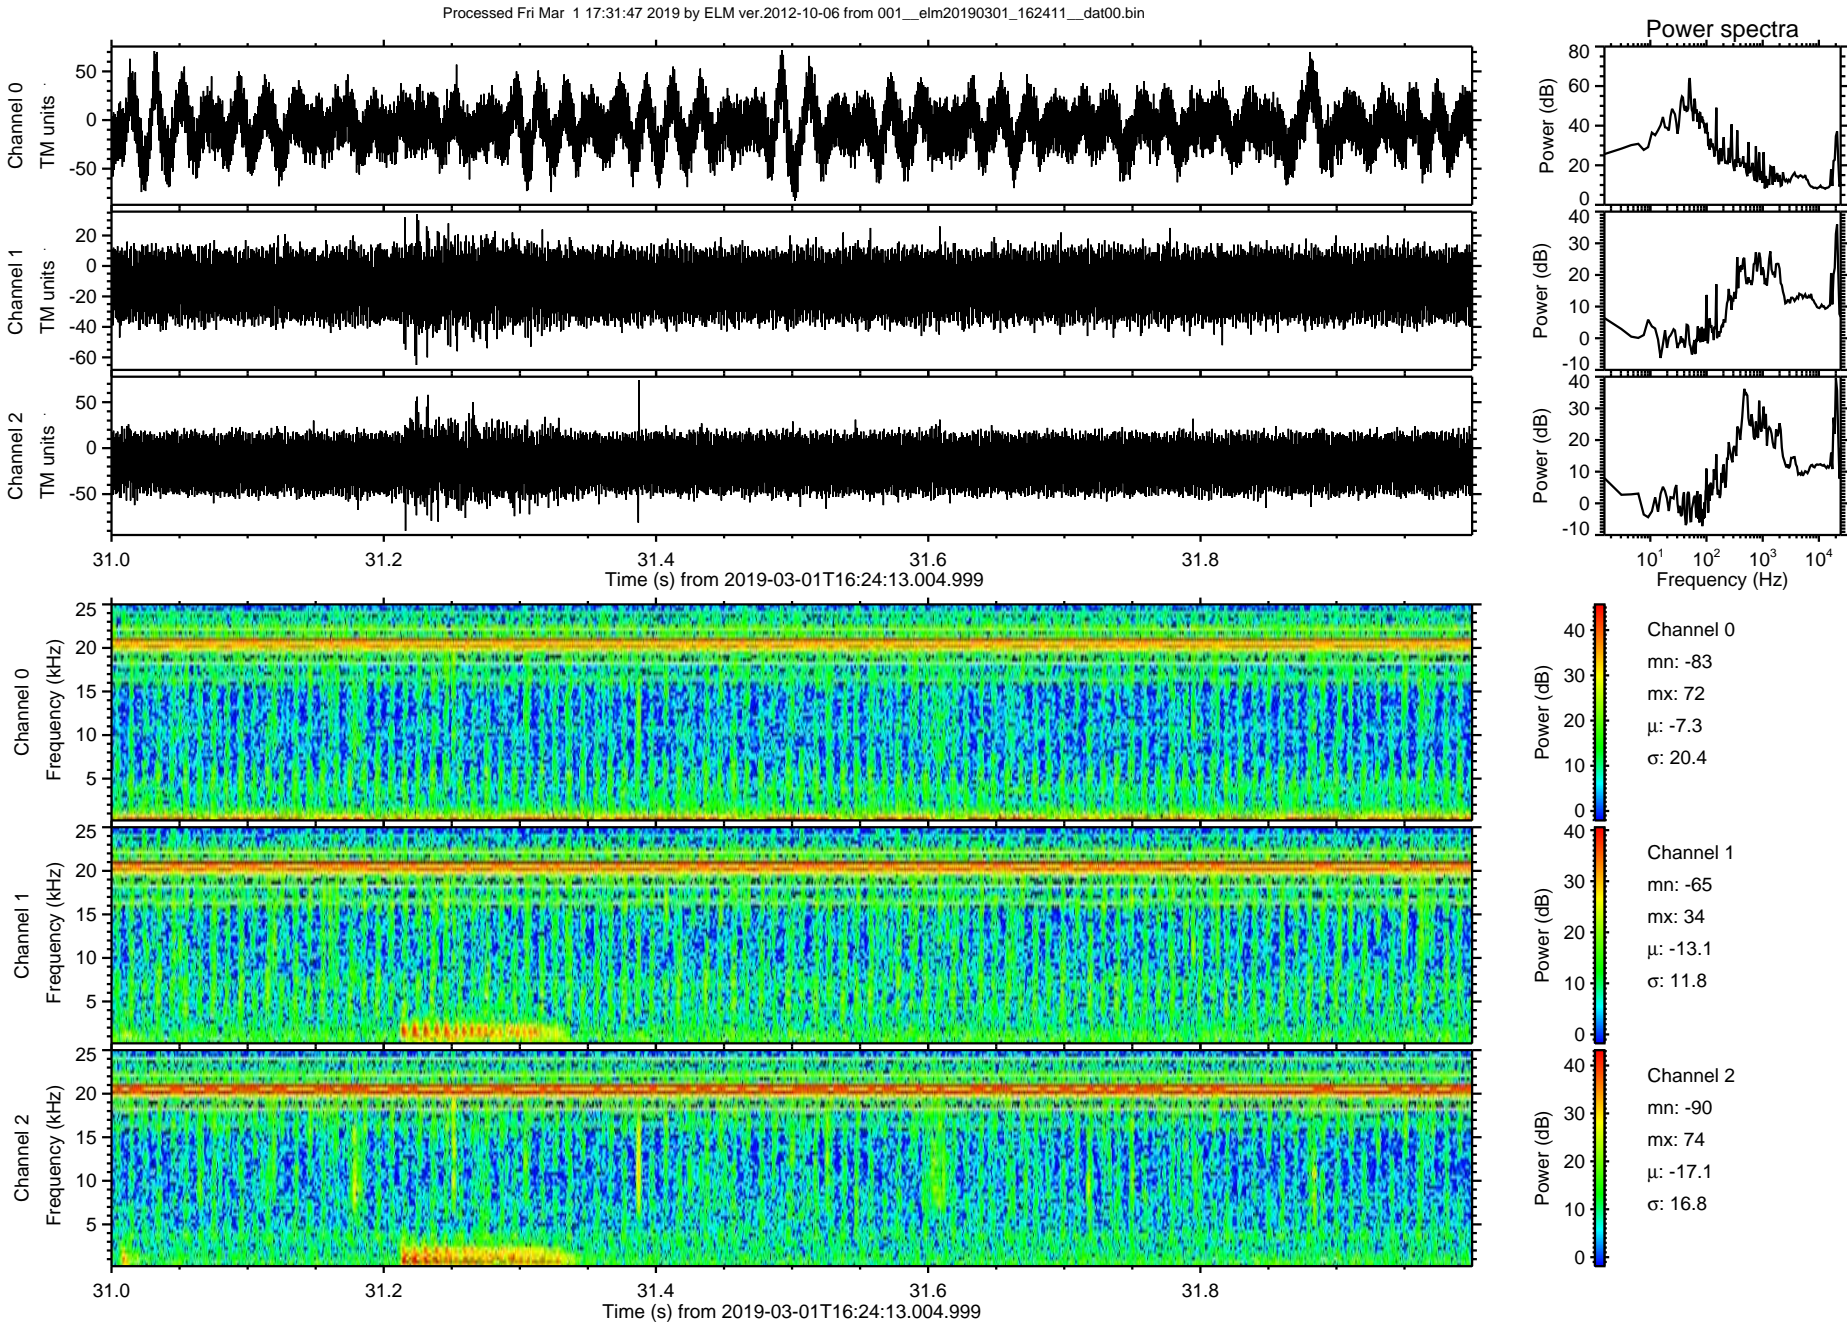 Processed Fri Mar 1 17:31:47 2019 by ELM ver.2012-10-06 from 001__elm20190301_162411__dat00.bin
Power spectra
Channel 0
TM units
50
0
-50
Power (dB)
80
60
40
20
0
Channel 1
TM units
20
0
-20
-40
-60
Power (dB)
40
30
20
10
0
-10
Channel 2
TM units
50
0
-50
Power (dB)
40
30
20
10
0
-10
31.0 31.2 31.4 31.6 31.8
Time (s) from 2019-03-01T16:24:13.004.999
10¹ 10² 10³ 10⁴
Frequency (Hz)
Channel 0
Frequency (kHz)
25
20
15
10
5
Power (dB)
40
30
20
10
0
Channel 0
mn: -83
mx: 72
μ: -7.3
σ: 20.4
Channel 1
Frequency (kHz)
25
20
15
10
5
Power (dB)
40
30
20
10
0
Channel 1
mn: -65
mx: 34
μ: -13.1
σ: 11.8
Channel 2
Frequency (kHz)
25
20
15
10
5
Power (dB)
40
30
20
10
0
Channel 2
mn: -90
mx: 74
μ: -17.1
σ: 16.8
31.0 31.2 31.4 31.6 31.8
Time (s) from 2019-03-01T16:24:13.004.999